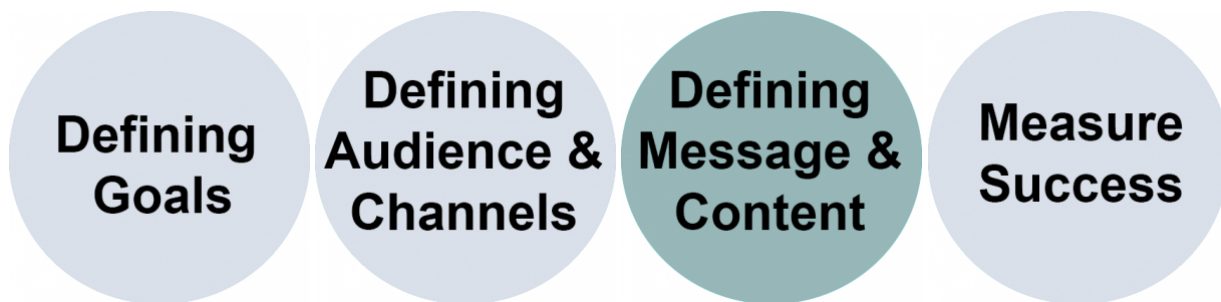 Defining
Goals
Defining
Audience &
Channels
Defining
Message &
Content
Measure
Success